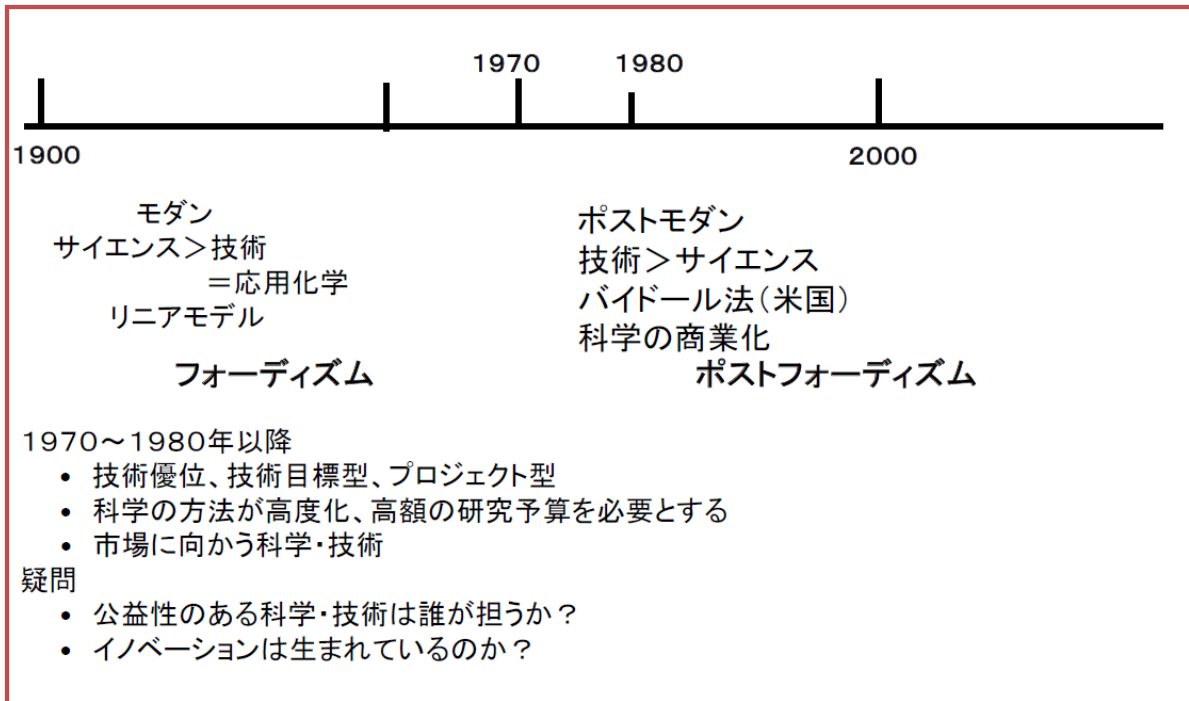 1970 1980
1900 2000
モダン
サイエンス＞技術
＝応用化学
リニアモデル
フォーディズム
ポストモダン
技術＞サイエンス
バイドール法（米国）
科学の商業化
ポストフォーディズム
１９７０～１９８０年以降
• 技術優位、技術目標型、プロジェクト型
• 科学の方法が高度化、高額の研究予算を必要とする
• 市場に向かう科学・技術
疑問
• 公益性のある科学・技術は誰が担うか？
• イノベーションは生まれているのか？